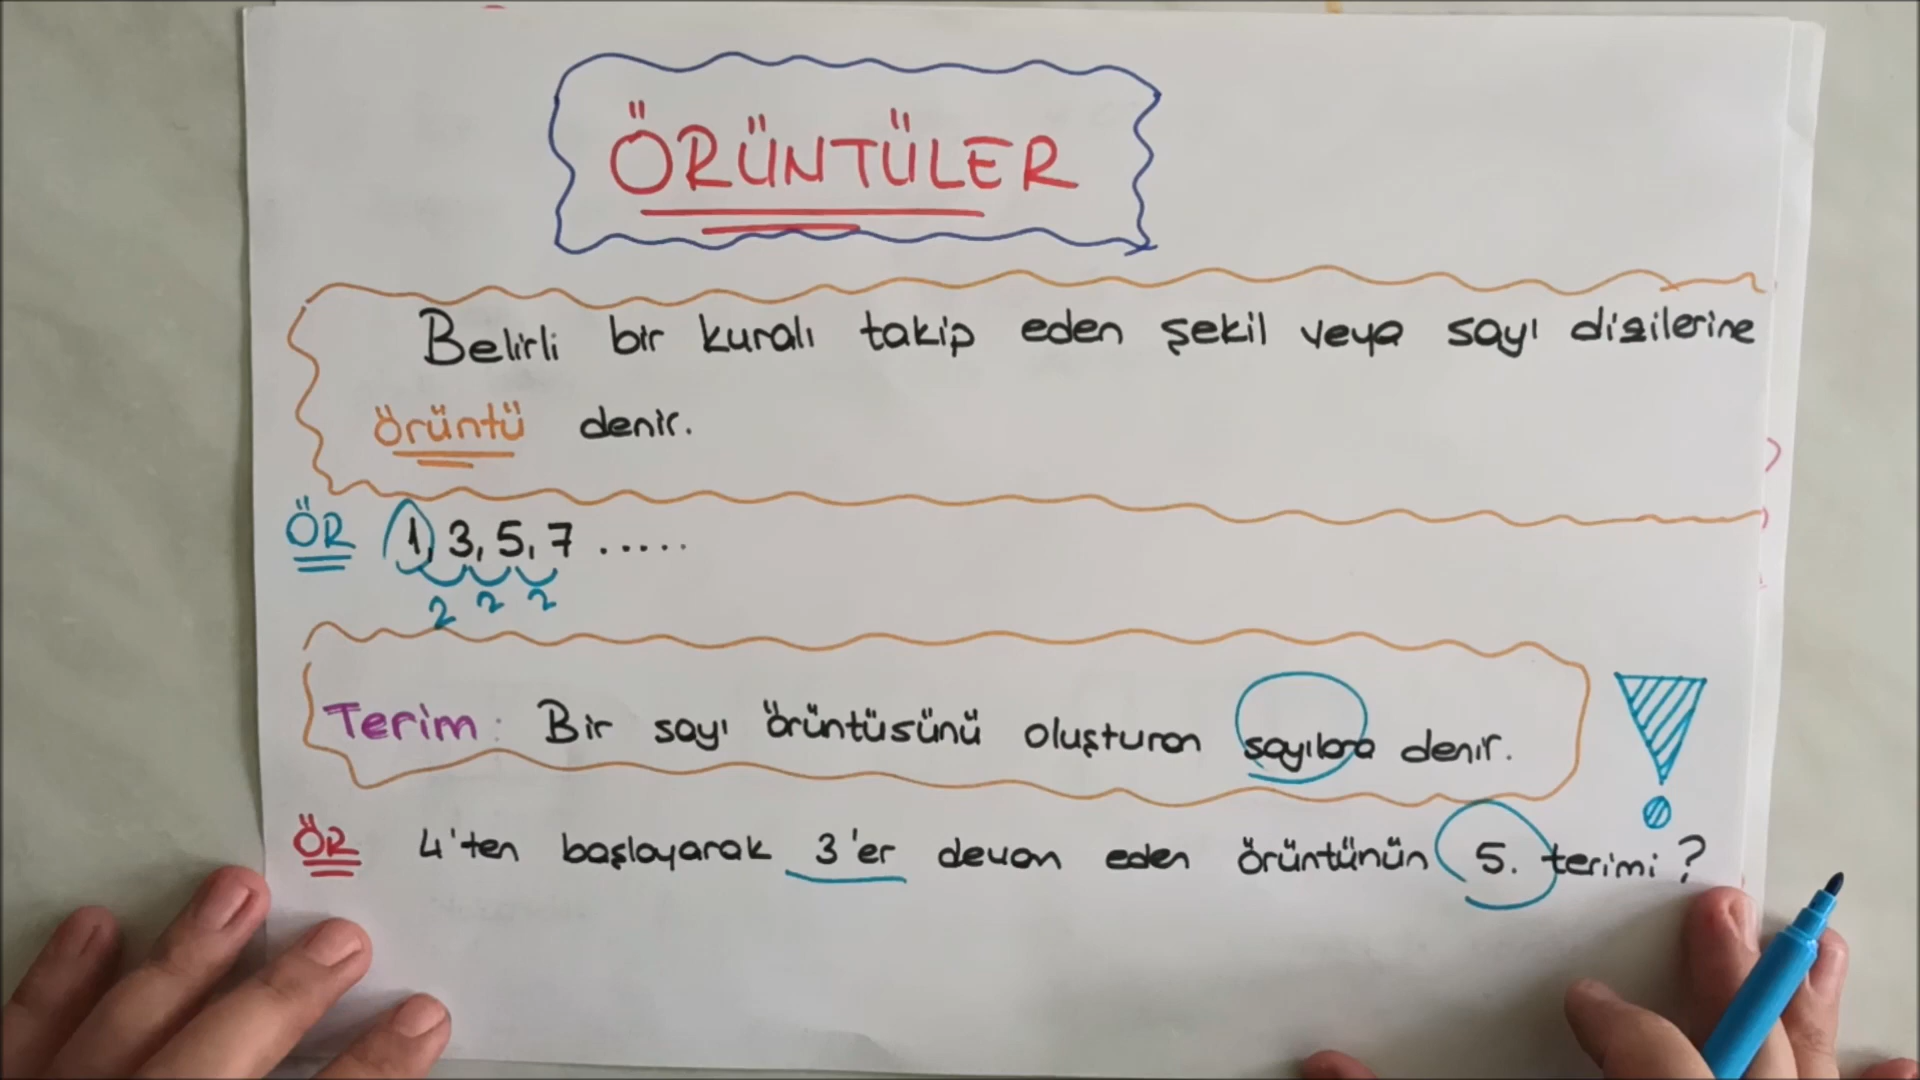 ÖRÜNTÜLER
Belirli bir kuralı takip eden şekil veya sayı dizilerine
örüntü denir.
ÖR 1, 3, 5, 7 .....
2 2 2
Terim: Bir sayı örüntüsünü oluşturan sayılara denir.
ÖR 4'ten başlayarak 3'er devam eden örüntünün 5. terimi ?